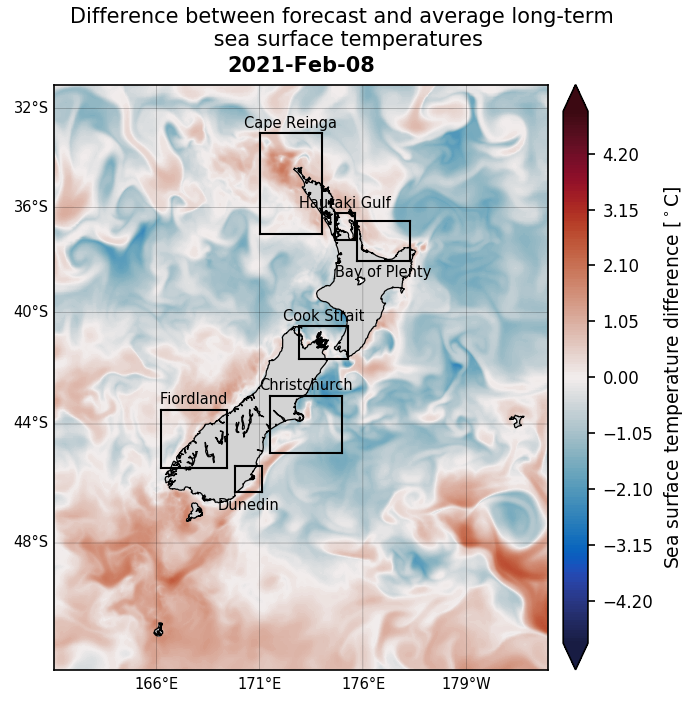 Difference between forecast and average long-term
sea surface temperatures
2021-Feb-08
32°S
36°S
40°S
44°S
48°S
166°E
171°E
176°E
179°W
Cape Reinga
Hauraki Gulf
Bay of Plenty
Cook Strait
Christchurch
Fiordland
Dunedin
4.20
3.15
2.10
1.05
0.00
−1.05
−2.10
−3.15
−4.20
Sea surface temperature difference [°C]